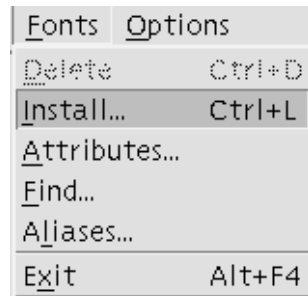 Fonts Options
Delete Ctrl+D
Install... Ctrl+L
Attributes...
Find...
Aliases...
Exit Alt+F4